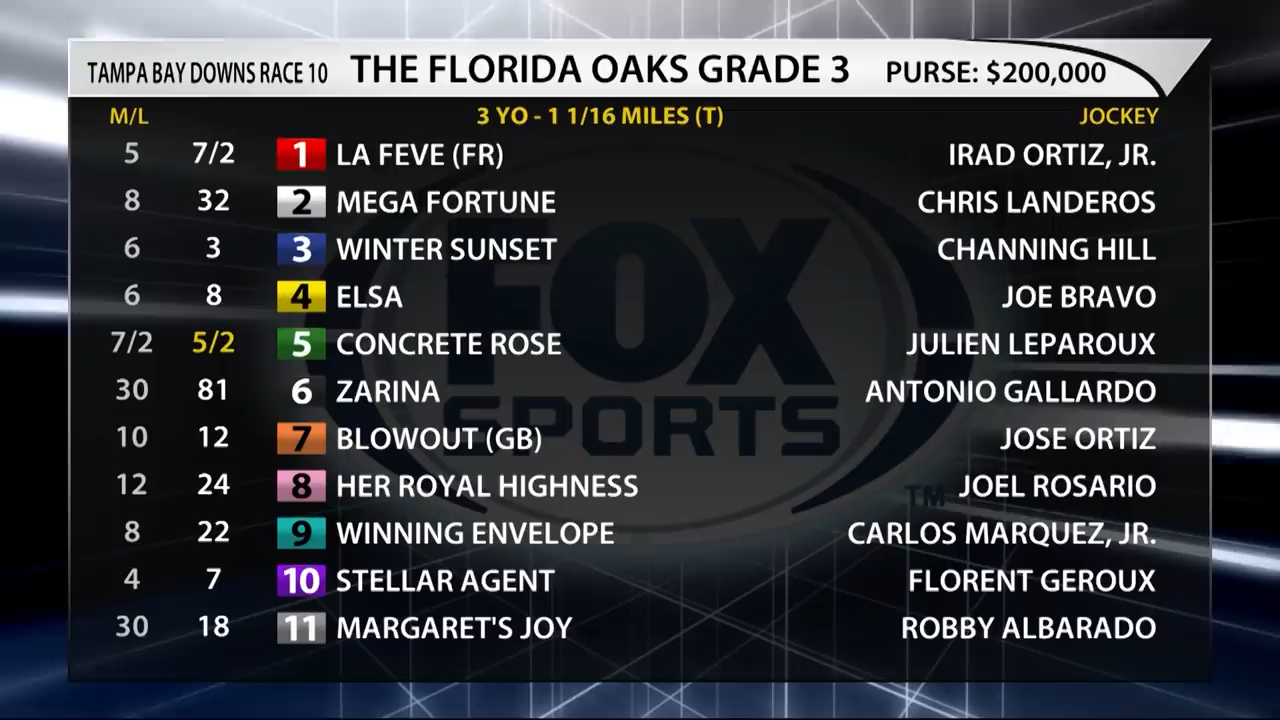 TAMPA BAY DOWNS RACE 10 THE FLORIDA OAKS GRADE 3 PURSE: $200,000
M/L 3 YO - 1 1/16 MILES (T) JOCKEY
5 7/2 1 LA FEVE (FR) IRAD ORTIZ, JR.
8 32 2 MEGA FORTUNE CHRIS LANDEROS
6 3 3 WINTER SUNSET CHANNING HILL
6 8 4 ELSA JOE BRAVO
7/2 5/2 5 CONCRETE ROSE JULIEN LEPAROUX
30 81 6 ZARINA ANTONIO GALLARDO
10 12 7 BLOWOUT (GB) JOSE ORTIZ
12 24 8 HER ROYAL HIGHNESS JOEL ROSARIO
8 22 9 WINNING ENVELOPE CARLOS MARQUEZ, JR.
4 7 10 STELLAR AGENT FLORENT GEROUX
30 18 11 MARGARET'S JOY ROBBY ALBARADO
FOX
SPORTS
TM